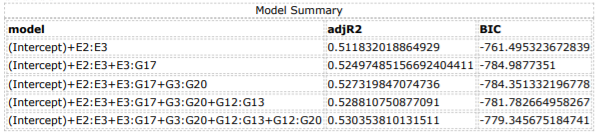 Model Summary
model adjR2 BIC
(Intercept)+E2:E3 0.511832018864929 -761.495323672839
(Intercept)+E2:E3+E3:G17 0.52497485156692404411 -784.9877351
(Intercept)+E2:E3+E3:G17+G3:G20 0.527319847074736 -784.351332196778
(Intercept)+E2:E3+E3:G17+G3:G20+G12:G13 0.528810750877091 -781.782664958267
(Intercept)+E2:E3+E3:G17+G3:G20+G12:G13+G12:G20 0.530353810131511 -779.345675184741